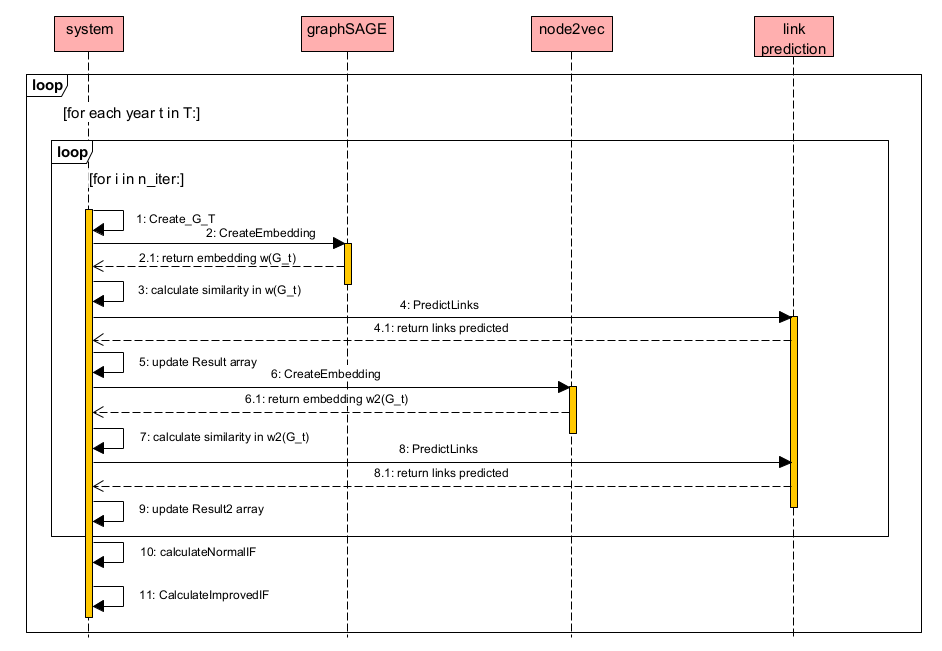 system
graphSAGE
node2vec
link
prediction
loop
[for each year t in T:]
loop
[for i in n_iter:]
1: Create_G_T
2: CreateEmbedding
2.1: return embedding w(G_t)
3: calculate similarity in w(G_t)
4: PredictLinks
4.1: return links predicted
5: update Result array
6: CreateEmbedding
6.1: return embedding w2(G_t)
7: calculate similarity in w2(G_t)
8: PredictLinks
8.1: return links predicted
9: update Result2 array
10: calculateNormalIF
11: CalculateImprovedIF